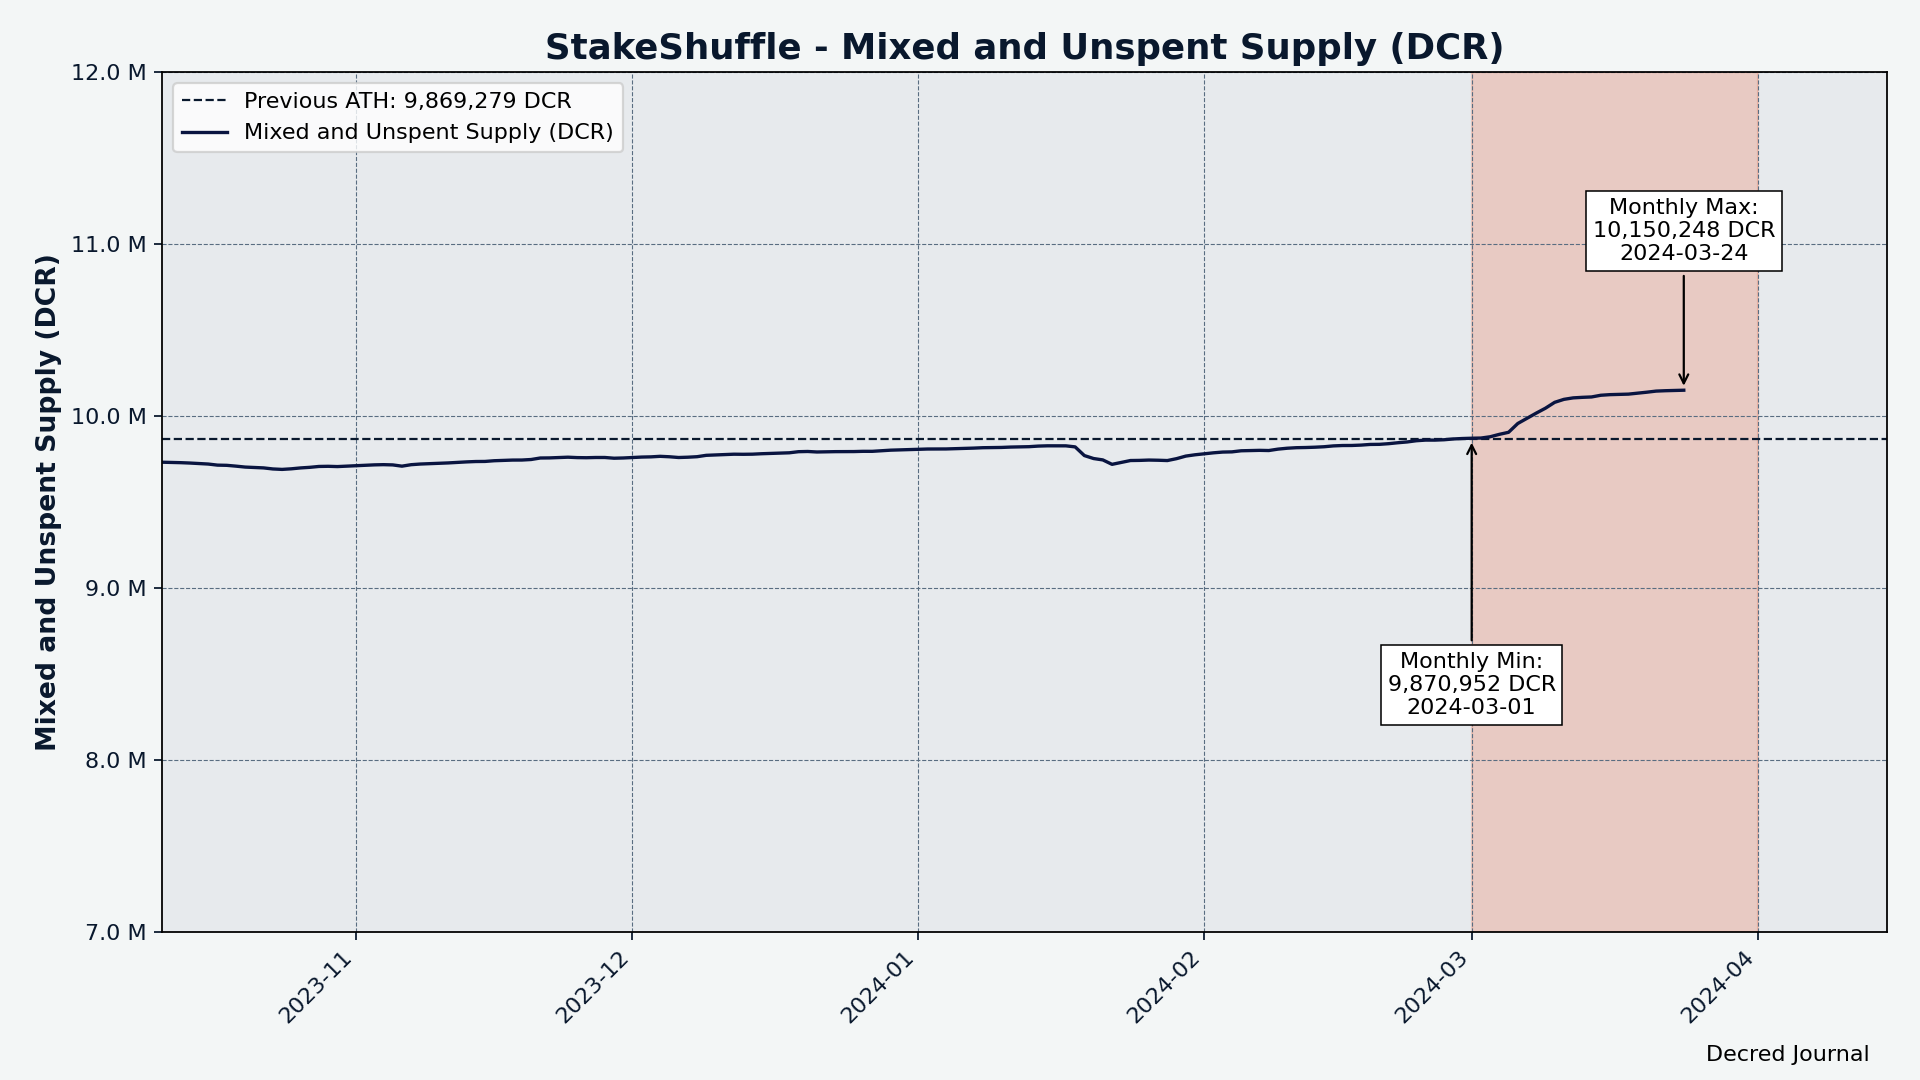 StakeShuffle - Mixed and Unspent Supply (DCR)
Previous ATH: 9,869,279 DCR
Mixed and Unspent Supply (DCR)
Mixed and Unspent Supply (DCR)
12.0 M
11.0 M
10.0 M
9.0 M
8.0 M
7.0 M
Monthly Max:
10,150,248 DCR
2024-03-24
Monthly Min:
9,870,952 DCR
2024-03-01
2023-11
2023-12
2024-01
2024-02
2024-03
2024-04
Decred Journal